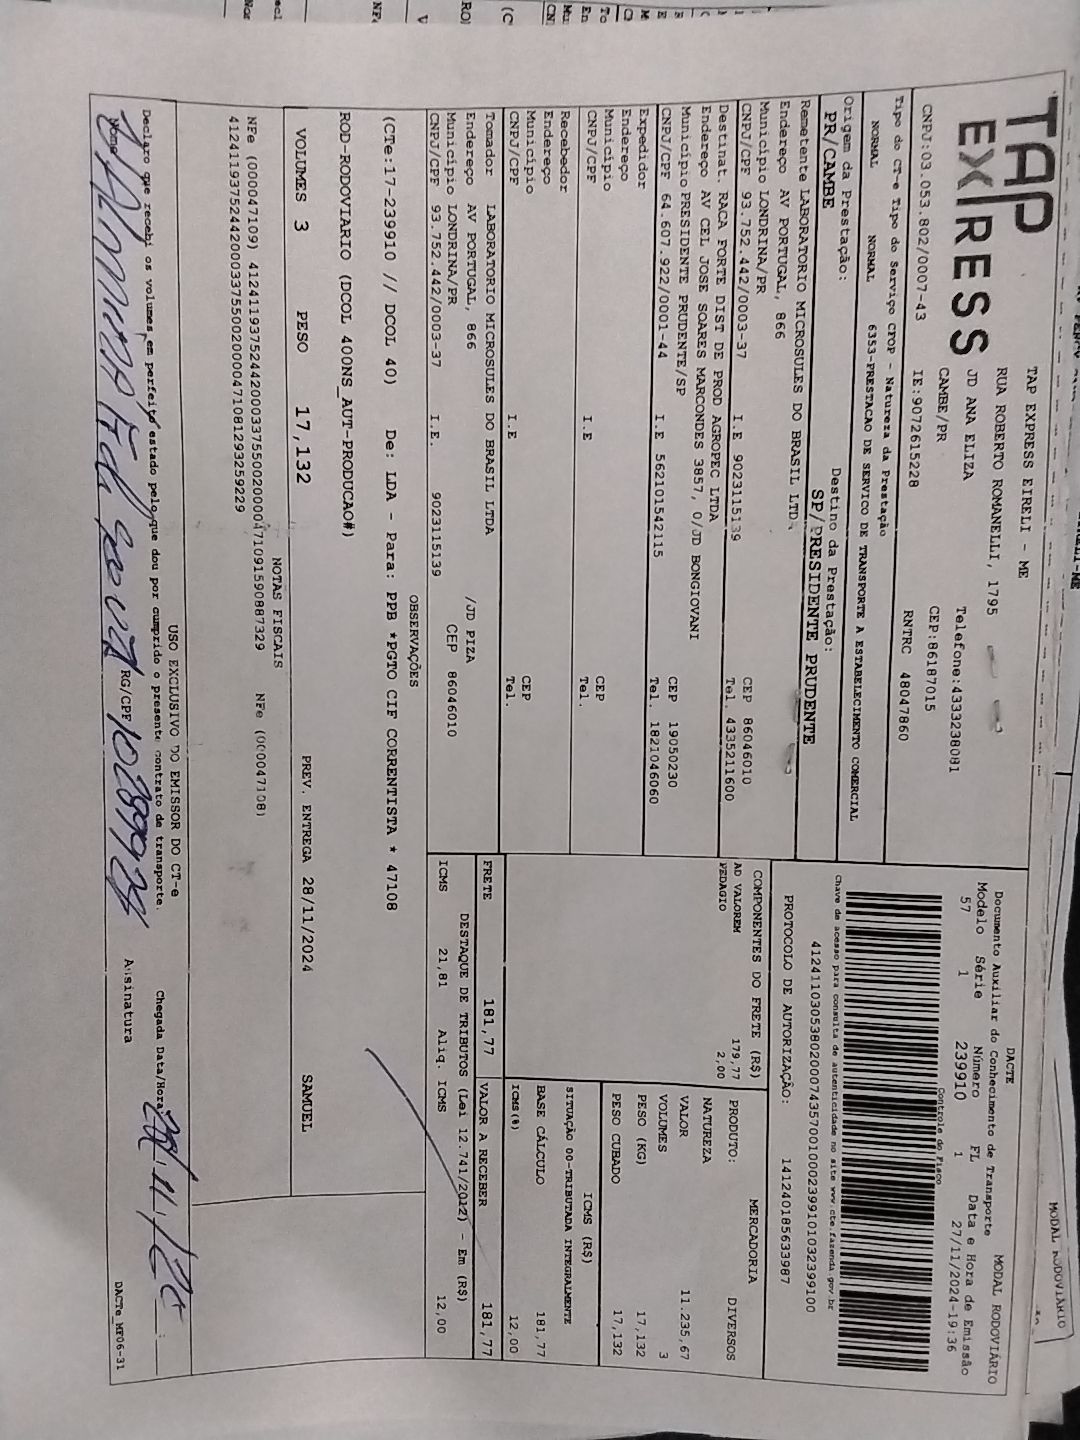 TAP
EXPRESS
TAP EXPRESS EIRELI - ME
RUA ROBERTO ROMANELLI, 1795
JD ANA ELIZA
CAMBE/PR
Telefone:4333238081
CEP:86187015
CNPJ:03.053.802/0007-43 IE:9072615228 RNTRC 48047860
DACTE
Documento Auxiliar do Conhecimento de Transporte
MODAL RODOVIÁRIO
Modelo Série Número FL Data e Hora de Emissão
57 1 239910 1 27/11/2024-19:36
Controle do Fisco
Chave de acesso para consulta de autenticidade no site www.cte.fazenda.gov.br
41241103053802000743570010002399101032399100
PROTOCOLO DE AUTORIZAÇÃO: 141240185633987
Tipo do CT-e Tipo do Serviço CFOP - Natureza da Prestação
NORMAL NORMAL 6353-PRESTACAO DE SERVICO DE TRANSPORTE A ESTABELECIMENTO COMERCIAL
Origem da Prestação: Destino da Prestação:
PR/CAMBE SP/PRESIDENTE PRUDENTE
Remetente LABORATORIO MICROSULES DO BRASIL LTDA
Endereço AV PORTUGAL, 866
Município LONDRINA/PR CEP 86046010
CNPJ/CPF 93.752.442/0003-37 I.E 9023115139 Tel. 4335211600
Destinat. RACA FORTE DIST DE PROD AGROPEC LTDA
Endereço AV CEL JOSE SOARES MARCONDES 3857, 0/JD BONGIOVANI
Município PRESIDENTE PRUDENTE/SP CEP 19050230
CNPJ/CPF 64.607.922/0001-44 I.E 562101542115 Tel. 1821046060
Expedidor
Endereço
Município CEP
CNPJ/CPF I.E Tel.
Recebedor
Endereço
Município CEP
CNPJ/CPF I.E Tel.
Tomador LABORATORIO MICROSULES DO BRASIL LTDA
Endereço AV PORTUGAL, 866 /JD PIZA
Município LONDRINA/PR CEP 86046010
CNPJ/CPF 93.752.442/0003-37 I.E. 9023115139
COMPONENTES DO FRETE (R$)
AD VALOREM 179,77
PEDAGIO 2,00
MERCADORIA
PRODUTO: DIVERSOS
NATUREZA
VALOR 11.235,67
VOLUMES 3
PESO (KG) 17,132
PESO CUBADO 17,132
ICMS (R$)
SITUAÇÃO 00-TRIBUTADA INTEGRALMENTE
BASE CÁLCULO 181,77
ICMS(%) 12,00
FRETE 181,77 VALOR A RECEBER 181,77
DESTAQUE DE TRIBUTOS (Lei 12.741/2012) - Em (R$)
ICMS 21,81 Aliq. ICMS 12,00
OBSERVAÇÕES
(CTe:17-239910 // DCOL 40) De: LDA - Para: PPB *PGTO CIF CORRENTISTA * 47108
ROD-RODOVIARIO (DCOL 400NS_AUT-PRODUCAO#)
VOLUMES 3 PESO 17,132 PREV. ENTREGA 28/11/2024 SAMUEL
NOTAS FISCAIS
NFe (000047109) 41241193752442000337550020000471091590887329 NFe (000047108)
41241193752442000337550020000471081293259229
USO EXCLUSIVO DO EMISSOR DO CT-e
Declaro que recebi os volumes em perfeito estado pelo que dou por cumprido o presente contrato de transporte.
Chegada Data/Hora
Nome RG/CPF Assinatura
DACTe_MF06-31
MODAL RODOVIÁRIO